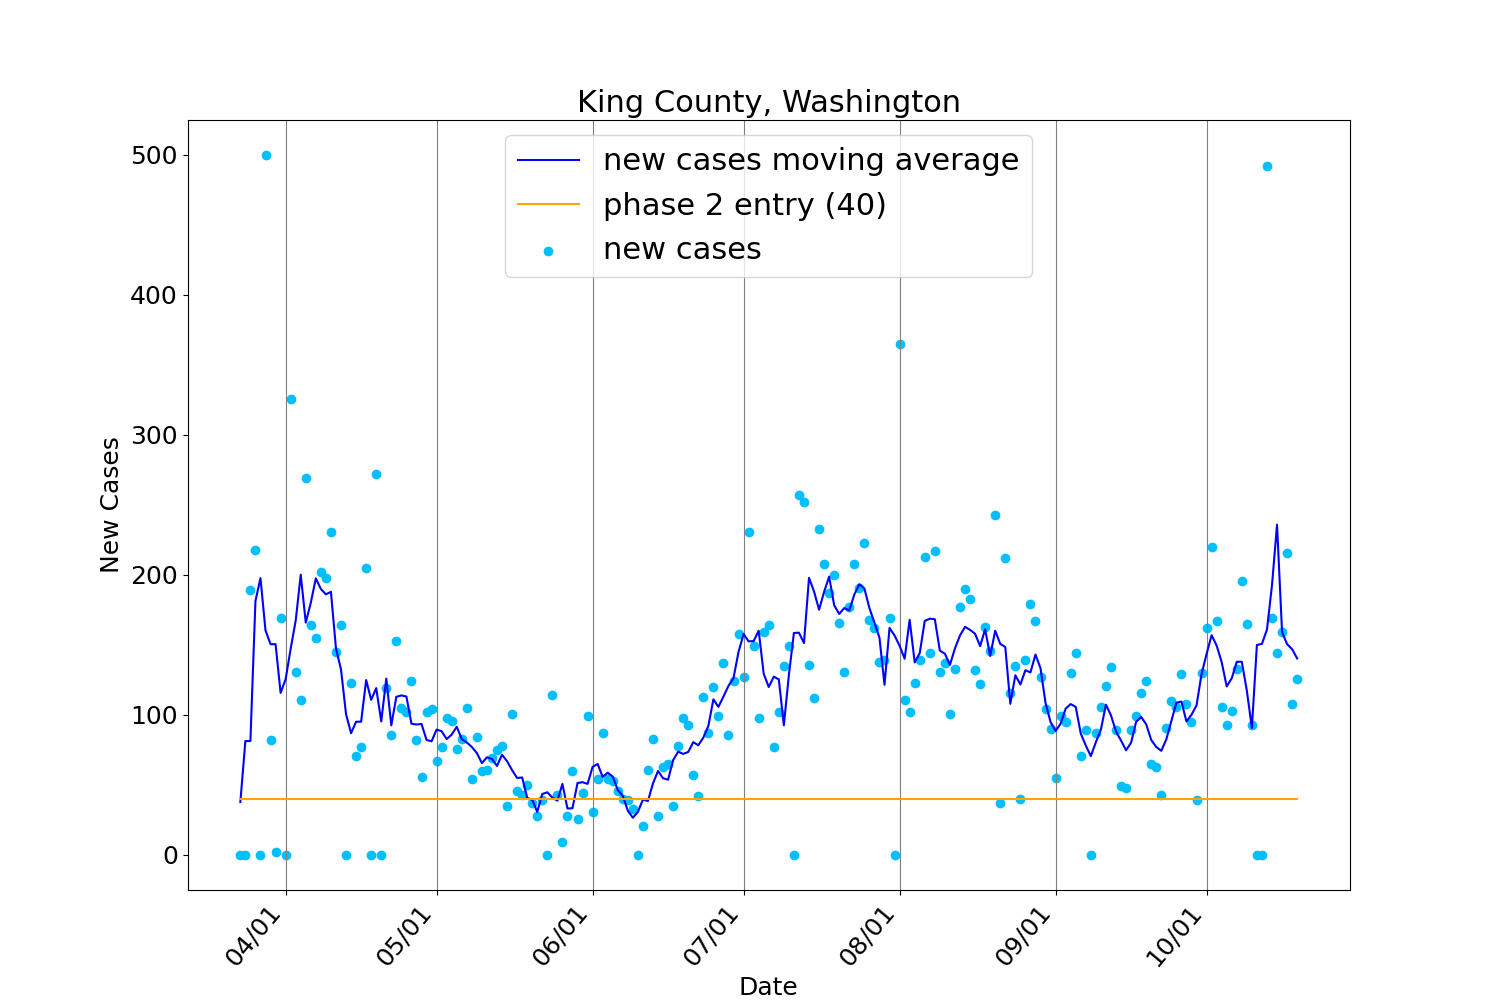 King County, Washington
new cases moving average
phase 2 entry (40)
new cases
500
400
300
200
100
0
New Cases
04/01
05/01
06/01
07/01
08/01
09/01
10/01
Date